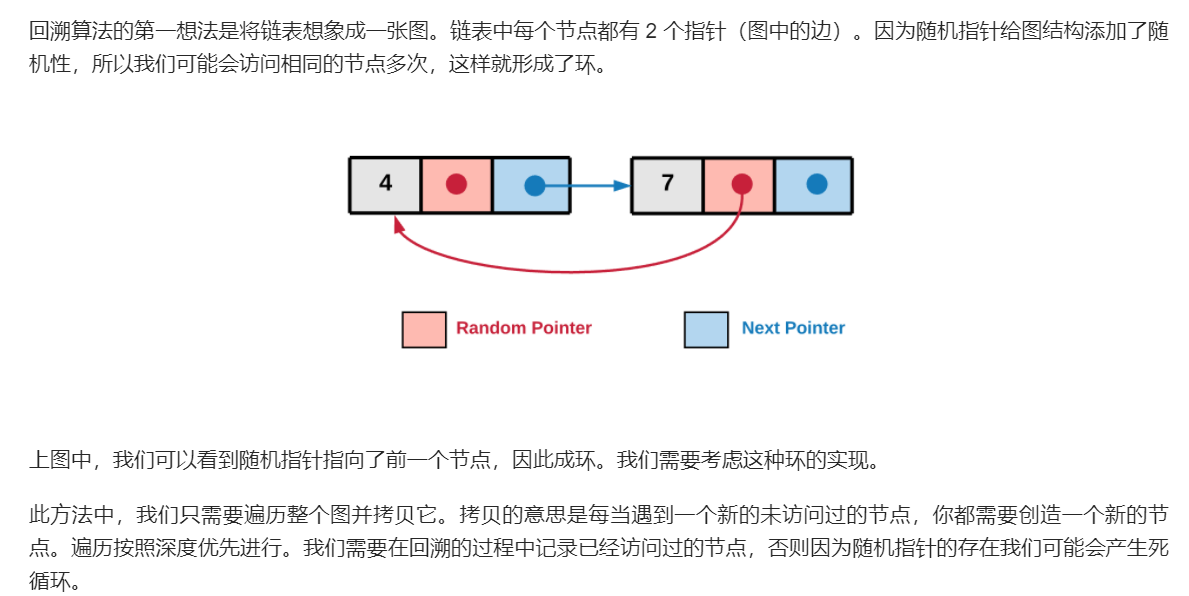 回溯算法的第一想法是将链表想象成一张图。链表中每个节点都有 2 个指针（图中的边）。因为随机指针给图结构添加了随
机性，所以我们可能会访问相同的节点多次，这样就形成了环。
4
7
Random Pointer
Next Pointer
上图中，我们可以看到随机指针指向了前一个节点，因此成环。我们需要考虑这种环的实现。
此方法中，我们只需要遍历整个图并拷贝它。拷贝的意思是每当遇到一个新的未访问过的节点，你都需要创造一个新的节
点。遍历按照深度优先进行。我们需要在回溯的过程中记录已经访问过的节点，否则因为随机指针的存在我们可能会产生死
循环。